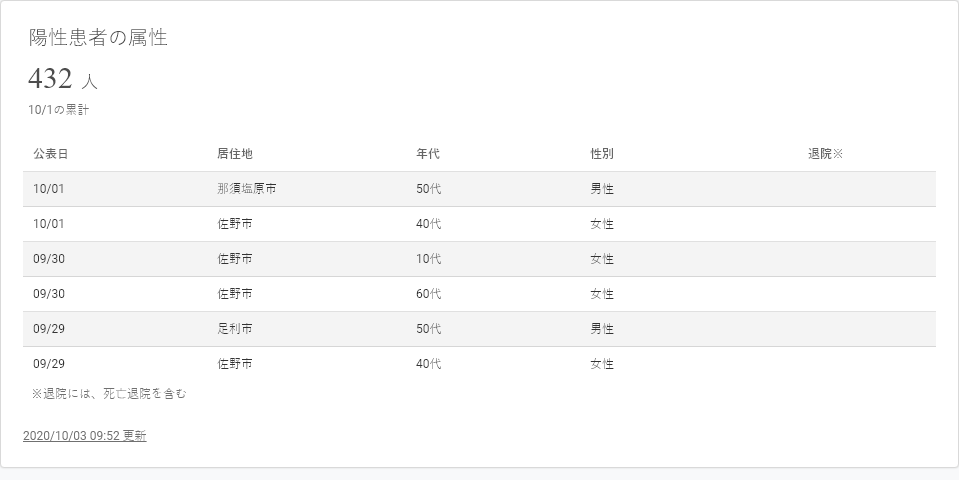 陽性患者の属性
432 人
10/1の累計
公表日 居住地 年代 性別 退院※
10/01 那須塩原市 50代 男性
10/01 佐野市 40代 女性
09/30 佐野市 10代 女性
09/30 佐野市 60代 女性
09/29 足利市 50代 男性
09/29 佐野市 40代 女性
※退院には、死亡退院を含む
2020/10/03 09:52 更新